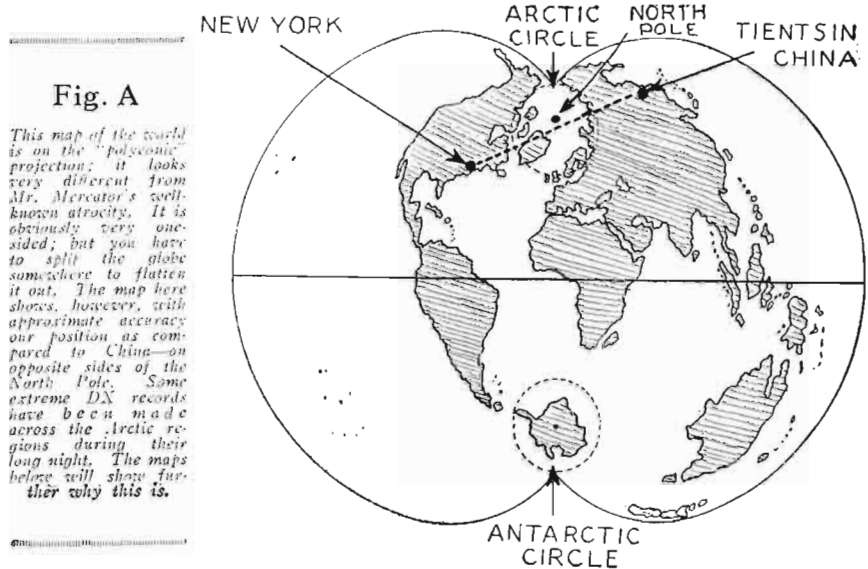 Fig. A
This map of the world
is on the "polyconic"
projection; it looks
very different from
Mr. Mercator's well-
known atrocity. It is
obviously very one-
sided; but you have
to split the globe
somewhere to flatten
it out. The map here
shows, however, with
approximate accuracy
our position as com-
pared to China—on
opposite sides of the
North Pole. Some
extreme DX records
have been made
across the Arctic re-
gions during their
long night. The maps
below will show fur-
ther why this is.
NEW YORK
ARCTIC
CIRCLE
NORTH
POLE
TIENTSIN
CHINA
ANTARCTIC
CIRCLE